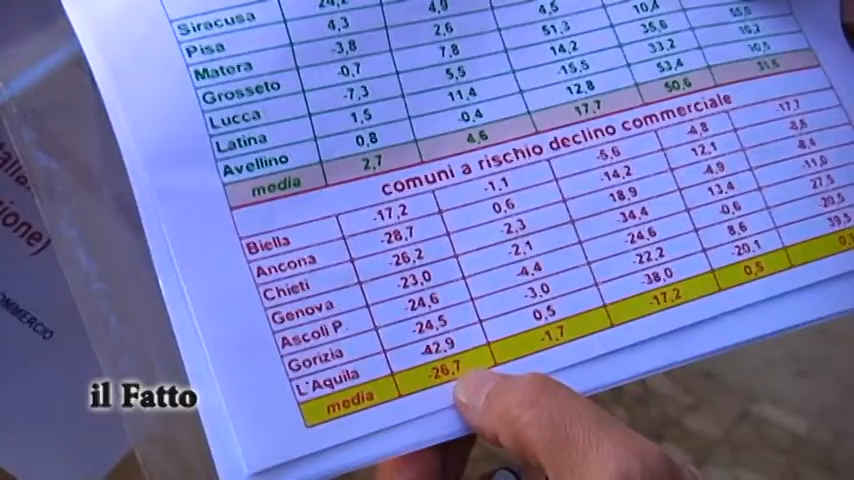 Siracusa
Pisa 4,3 4,9
Matera -3,8 2,6 4,5
Grosseto -0,7 7,8 51,3 10,4
Lucca -7,3 5,5 14,2 35,6
Latina 1,5 11,4 -15,5 33,2 10,2
Avellino 0,8 -0,4 12,8 53,4 10,5
media 2,7 4,6 17,7 50,6 31,5
comuni a rischio declino commerciale
Biella -17,2 -1,1 -5,6 -4,8 -17,7
Ancona -28,7 0,6 -14,2 12,1
Chieti -26,2 -2,3 18,9 -4,9 -8,4
Genova -23,0 -2,1 -34,4 13,4 -11,0
Ascoli P. -24,6 -4,4 -24,6 -0,6 27,5
Gorizia -24,5 -3,0 -22,2 8,6 -20,5
L'Aquila -42,9 0,5 -38,0 -20,1 39,5
media -26,7 -1,7 -17,2 0,5
zione)
OMMERCIO
il Fatto